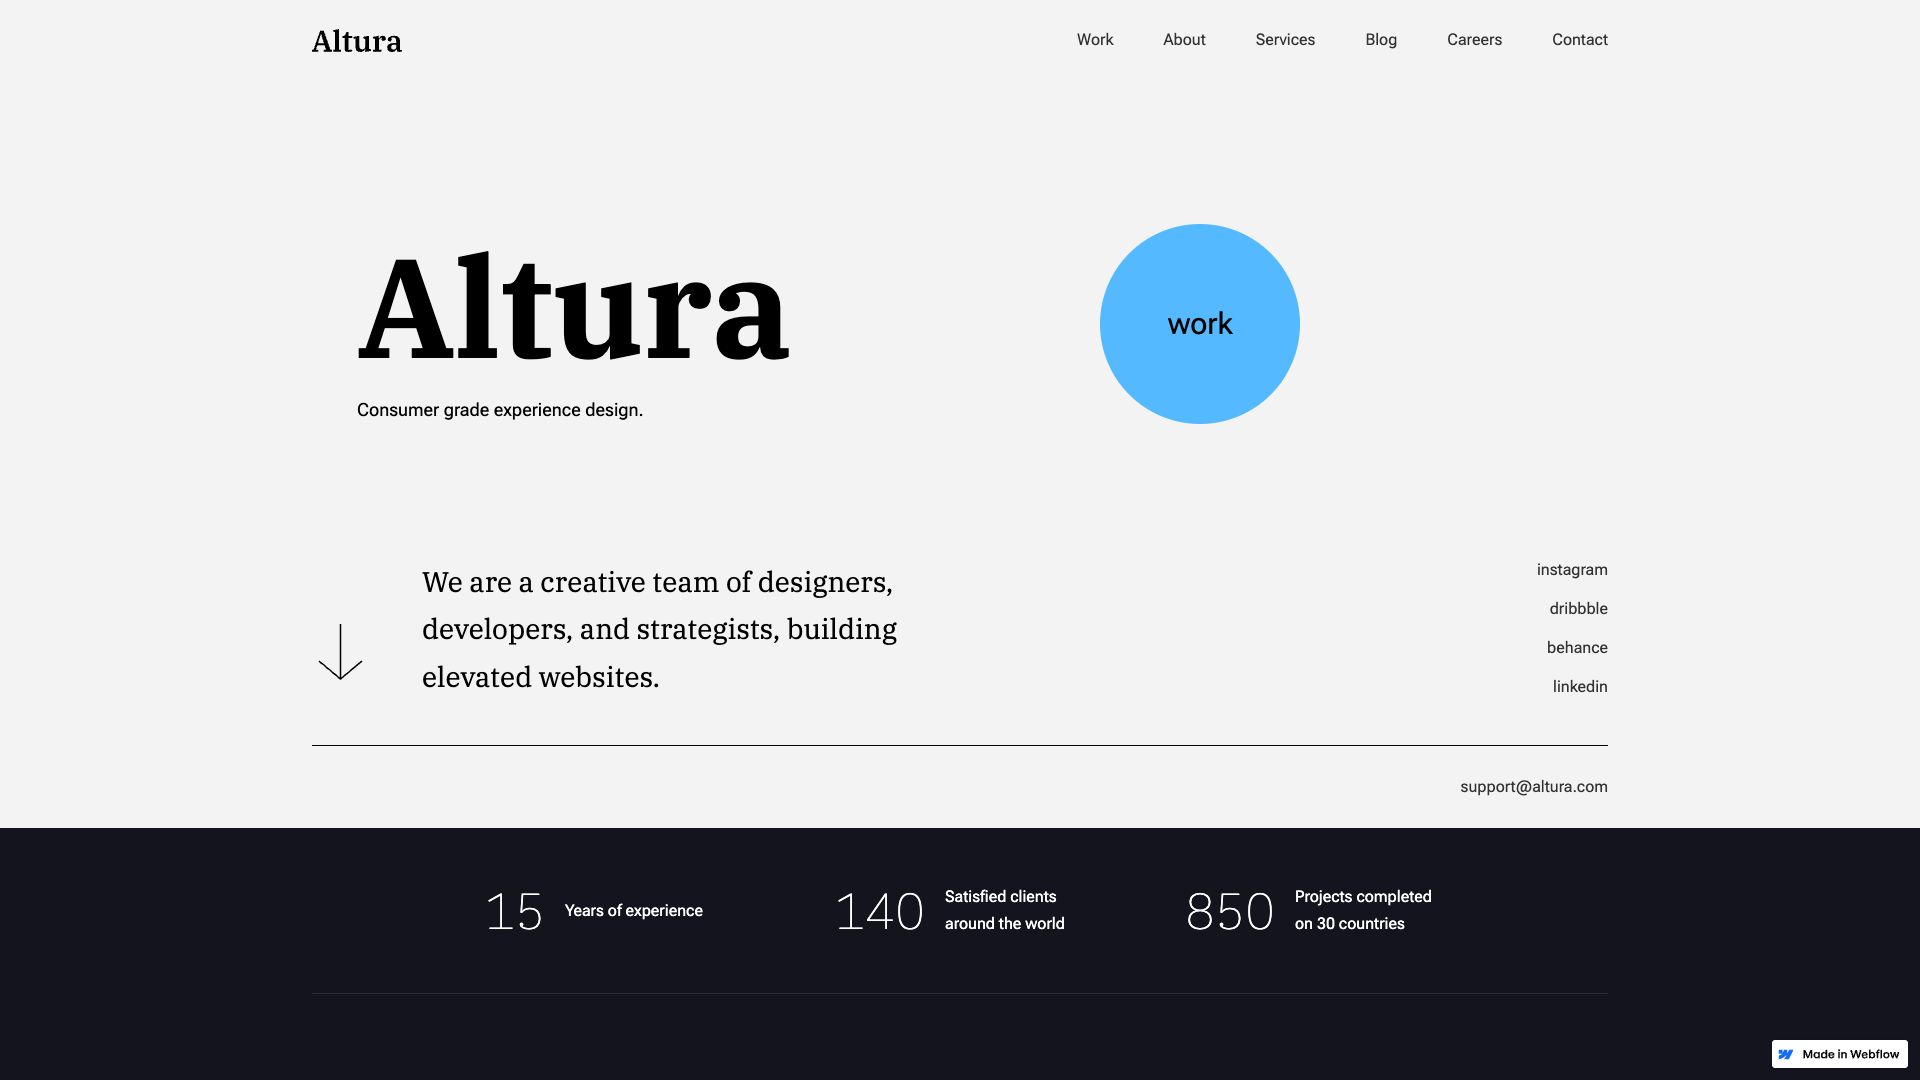 Altura
Work
About
Services
Blog
Careers
Contact
Altura
Consumer grade experience design.
work
We are a creative team of designers,
developers, and strategists, building
elevated websites.
instagram
dribbble
behance
linkedin
support@altura.com
15
Years of experience
140
Satisfied clients
around the world
850
Projects completed
on 30 countries
Made in Webflow